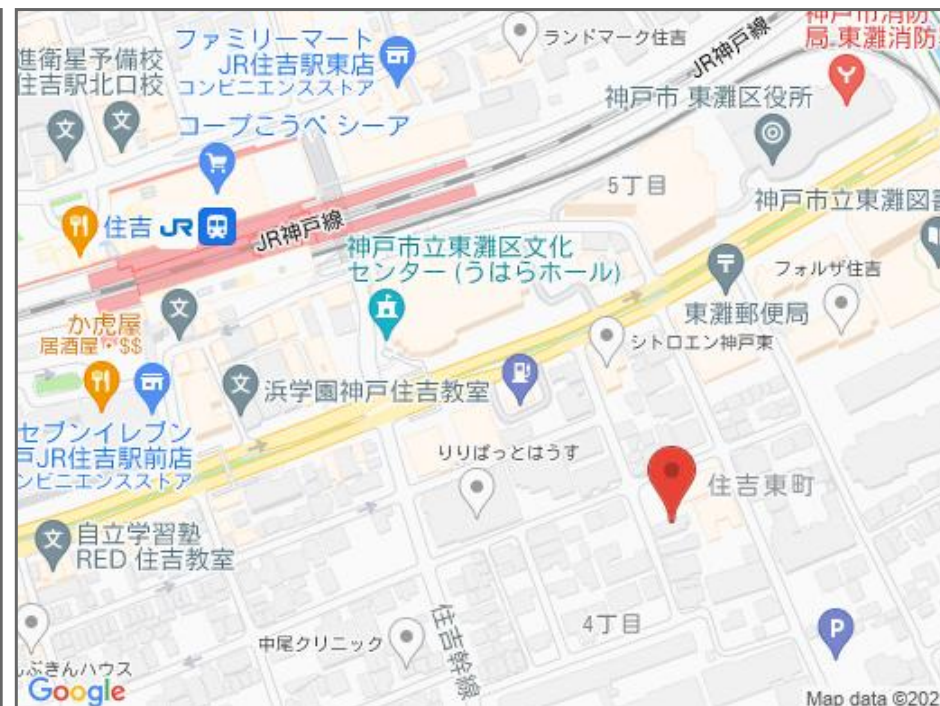 神戸市消防
局 東灘消防
ランドマーク住吉
JR神戸線
ファミリーマート
JR住吉駅東店
コンビニエンスストア
進衛星予備校
住吉駅北口校
神戸市 東灘区役所
コープこうべ シーア
5丁目
神戸市立東灘図書
住吉 JR
JR神戸線
神戸市立東灘区文化
センター (うはらホール)
フォルザ住吉
東灘郵便局
か虎屋
居酒屋・$$
シトロエン神戸東
浜学園神戸住吉教室
セブンイレブン
戸JR住吉駅前店
ンビニエンスストア
りりぱっとはうす
住吉東町
自立学習塾
RED 住吉教室
4丁目
P
中尾クリニック
住吉幹線
ぶきんハウス
Google
Map data ©202